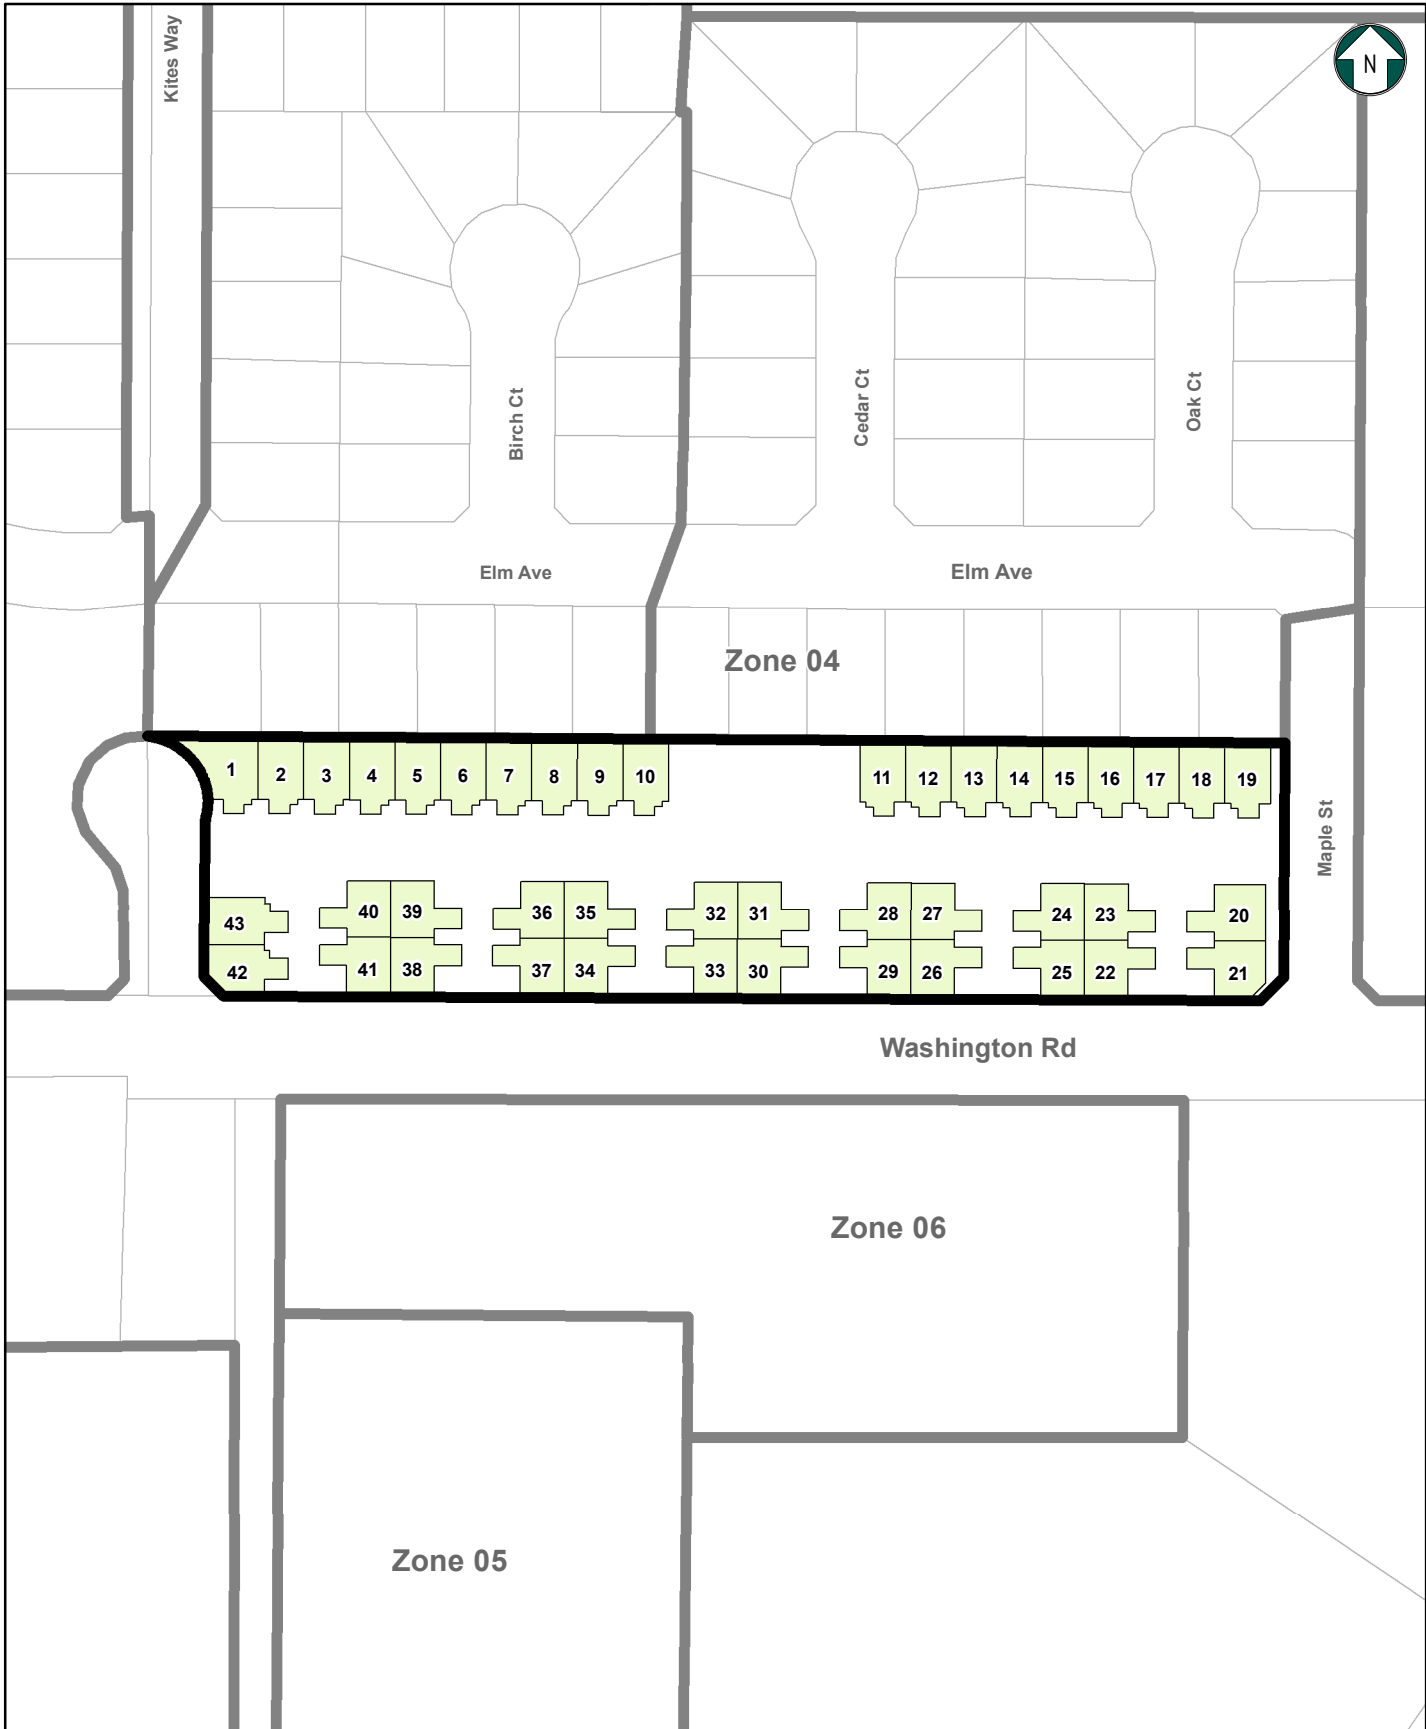 Kites Way
N
Birch Ct
Cedar Ct
Oak Ct
Elm Ave
Elm Ave
Zone 04
1 2 3 4 5 6 7 8 9 10 11 12 13 14 15 16 17 18 19
Maple St
43 40 39 36 35 32 31 28 27 24 23 20
42 41 38 37 34 33 30 29 26 25 22 21
Washington Rd
Zone 06
Zone 05